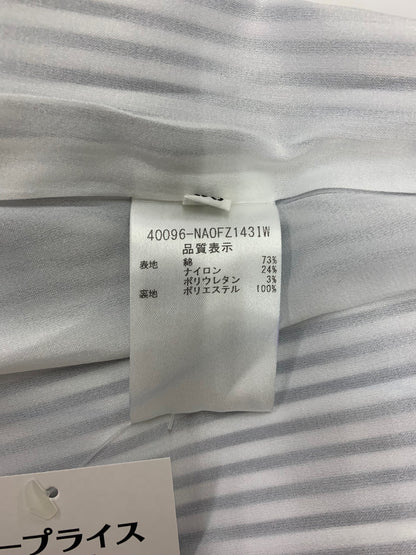 40096-NAOFZ1431W
品質表示
表地 綿 73%
ナイロン 24%
ポリウレタン 3%
裏地 ポリエステル 100%
ープライス